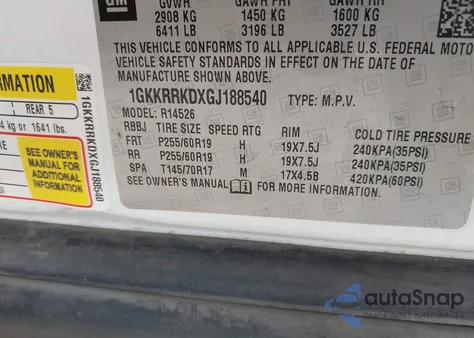 GM
GVWR GAWR FRT GAWR RR
2908 KG 1450 KG 1600 KG
6411 LB 3196 LB 3527 LB
THIS VEHICLE CONFORMS TO ALL APPLICABLE U.S. FEDERAL MOTO
VEHICLE SAFETY STANDARDS IN EFFECT ON THE DATE OF
MANUFACTURE SHOWN ABOVE.
1GKKRRKDXGJ188540 TYPE: M.P.V.
MODEL: R14526
RBBJ TIRE SIZE SPEED RTG RIM COLD TIRE PRESSURE
FRT P255/60R19 H 19X7.5J 240KPA(35PSI)
RR P255/60R19 H 19X7.5J 240KPA(35PSI)
SPA T145/70R17 M 17X4.5B 420KPA(60PSI)
SEE OWNER'S MANUAL FOR MORE INFORMATION.
FORMATION
REAR 5
4 kg or 1641 lbs.
SEE OWNER'S
MANUAL FOR
ADDITIONAL
INFORMATION
1GKKRRKDXGJ188540
autoSnap